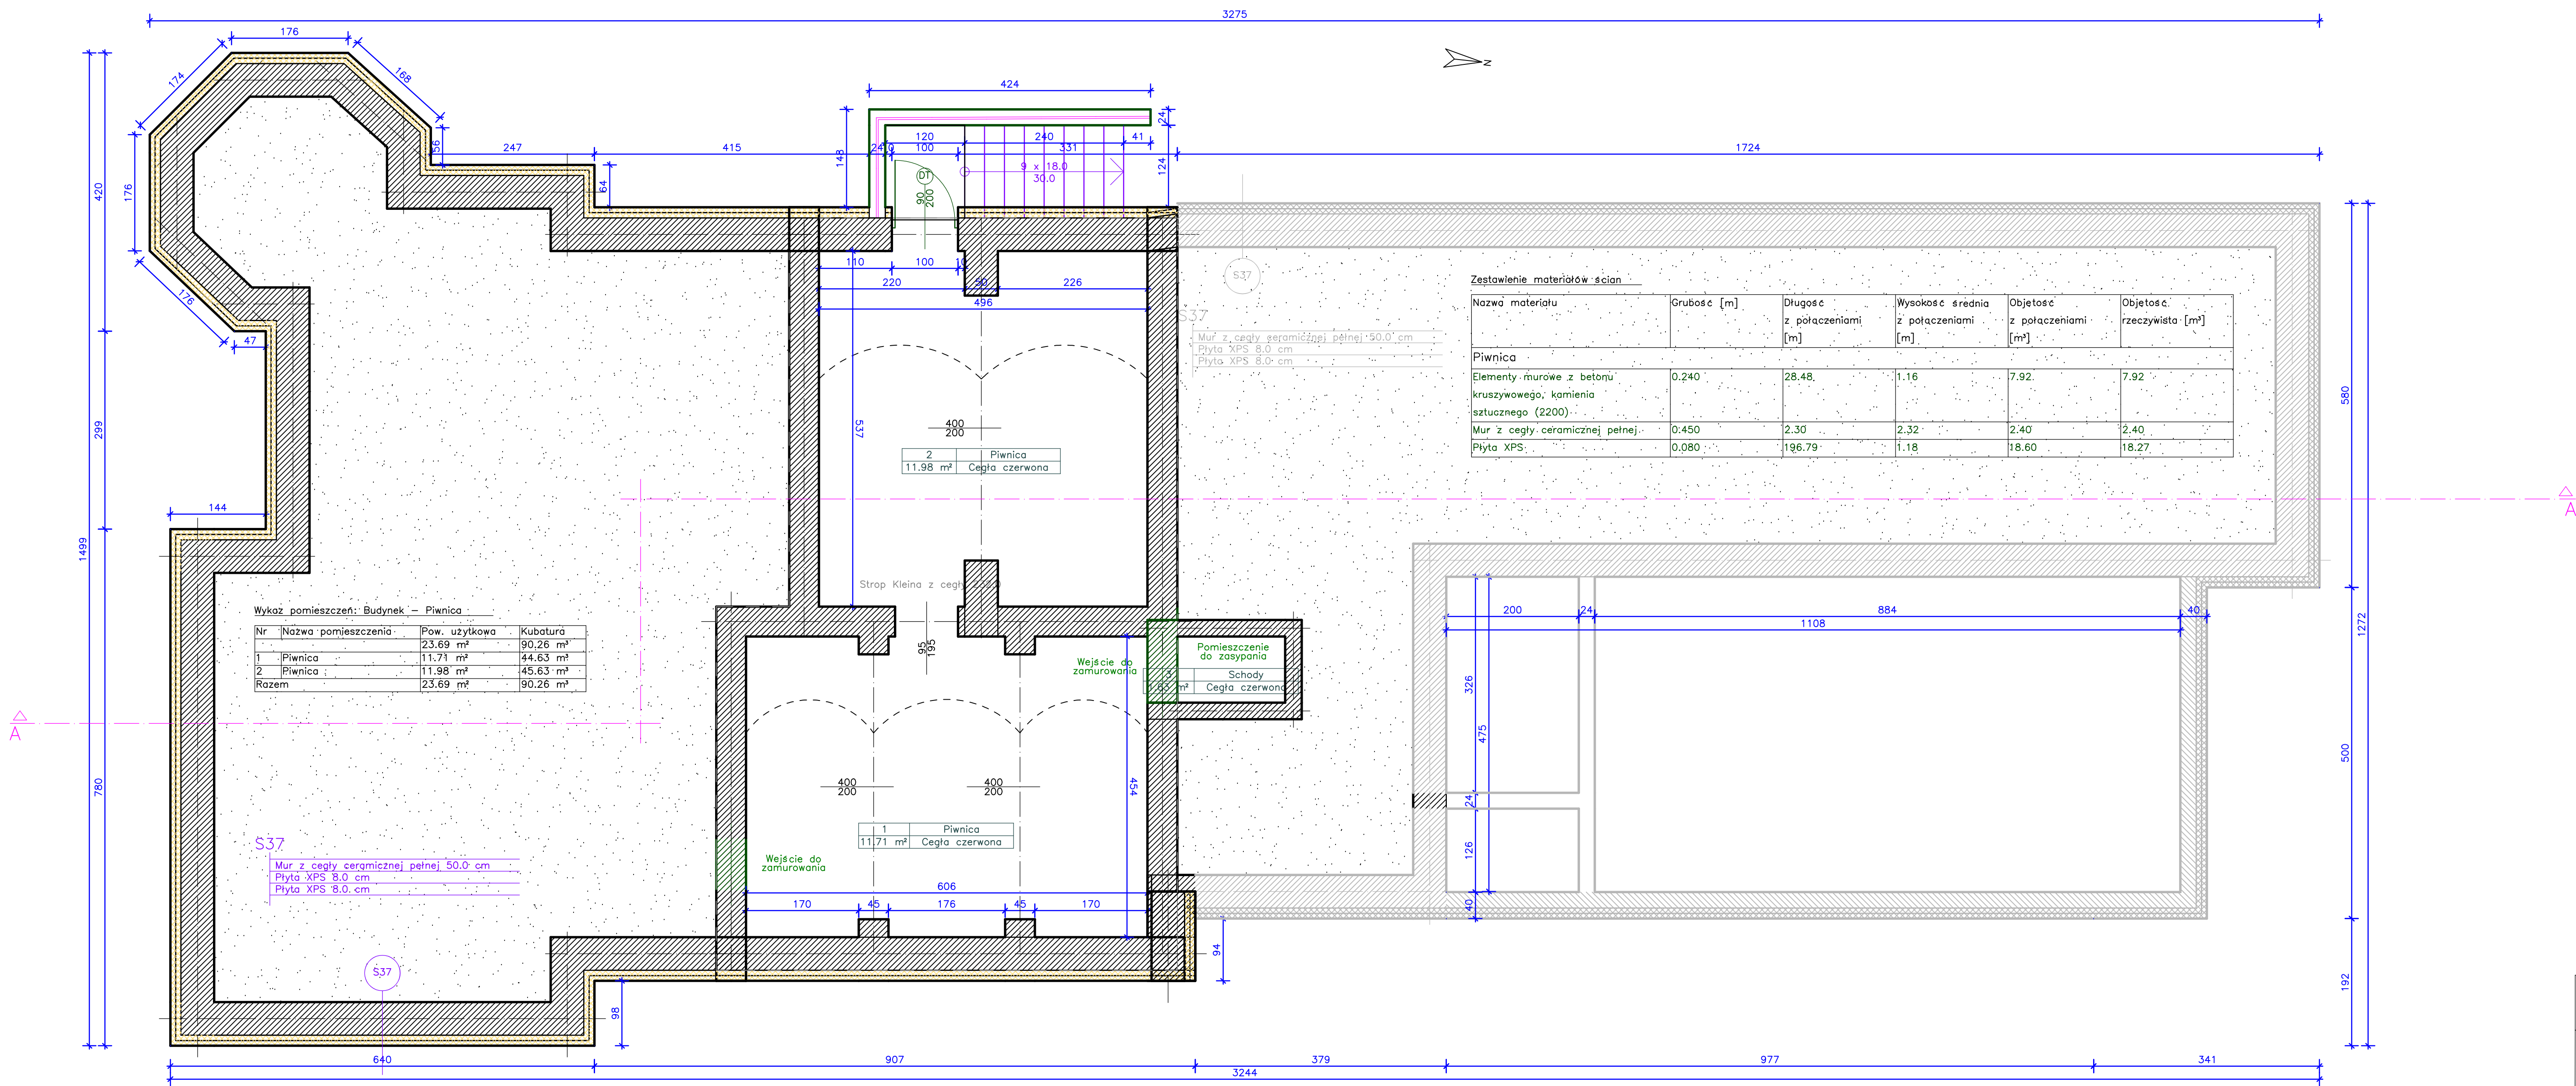 3275
176
174
168
N
424
24
56
247
415
148
24
10
120
100
240
331
41
124
1724
176
420
64
DT
90
200
9 x 18.0
30.0
110
100
10
220
50
226
496
S37
S37
Mur z cegły ceramicznej pełnej 50.0 cm
Płyta XPS 8.0 cm
Płyta XPS 8.0 cm
Zestawienie materiałów ścian
Nazwa materiału Grubość [m] Długość z połączeniami [m] Wysokość średnia z połączeniami [m] Objętość z połączeniami [m³] Objętość rzeczywista [m³]
Piwnica
Elementy murowe z betonu 0.240 28.48 1.16 7.92 7.92
kruszywowego, kamienia
sztucznego (2200)
Mur z cegły ceramicznej pełnej 0.450 2.30 2.32 2.40 2.40
Płyta XPS 0.080 196.79 1.18 18.60 18.27
176
47
299
537
400
200
2 Piwnica
11.98 m² Cegła czerwona
580
1272
144
1499
A
A
Strop Kleina z cegły
Wykaz pomieszczeń: Budynek – Piwnica
Nr Nazwa pomieszczenia Pow. użytkowa Kubatura
23.69 m² 90.26 m³
1 Piwnica 11.71 m² 44.63 m³
2 Piwnica 11.98 m² 45.63 m³
Razem 23.69 m² 90.26 m³
95
195
Wejście do
zamurowania
Pomieszczenie
do zasypania
3 Schody
m² Cegła czerwona
200
24
884
40
1108
326
475
24
126
40
500
780
454
400
200
400
200
1 Piwnica
11.71 m² Cegła czerwona
Wejście do
zamurowania
S37
Mur z cegły ceramicznej pełnej 50.0 cm
Płyta XPS 8.0 cm
Płyta XPS 8.0 cm
606
170
45
176
45
170
94
S37
98
192
640
907
379
977
341
3244